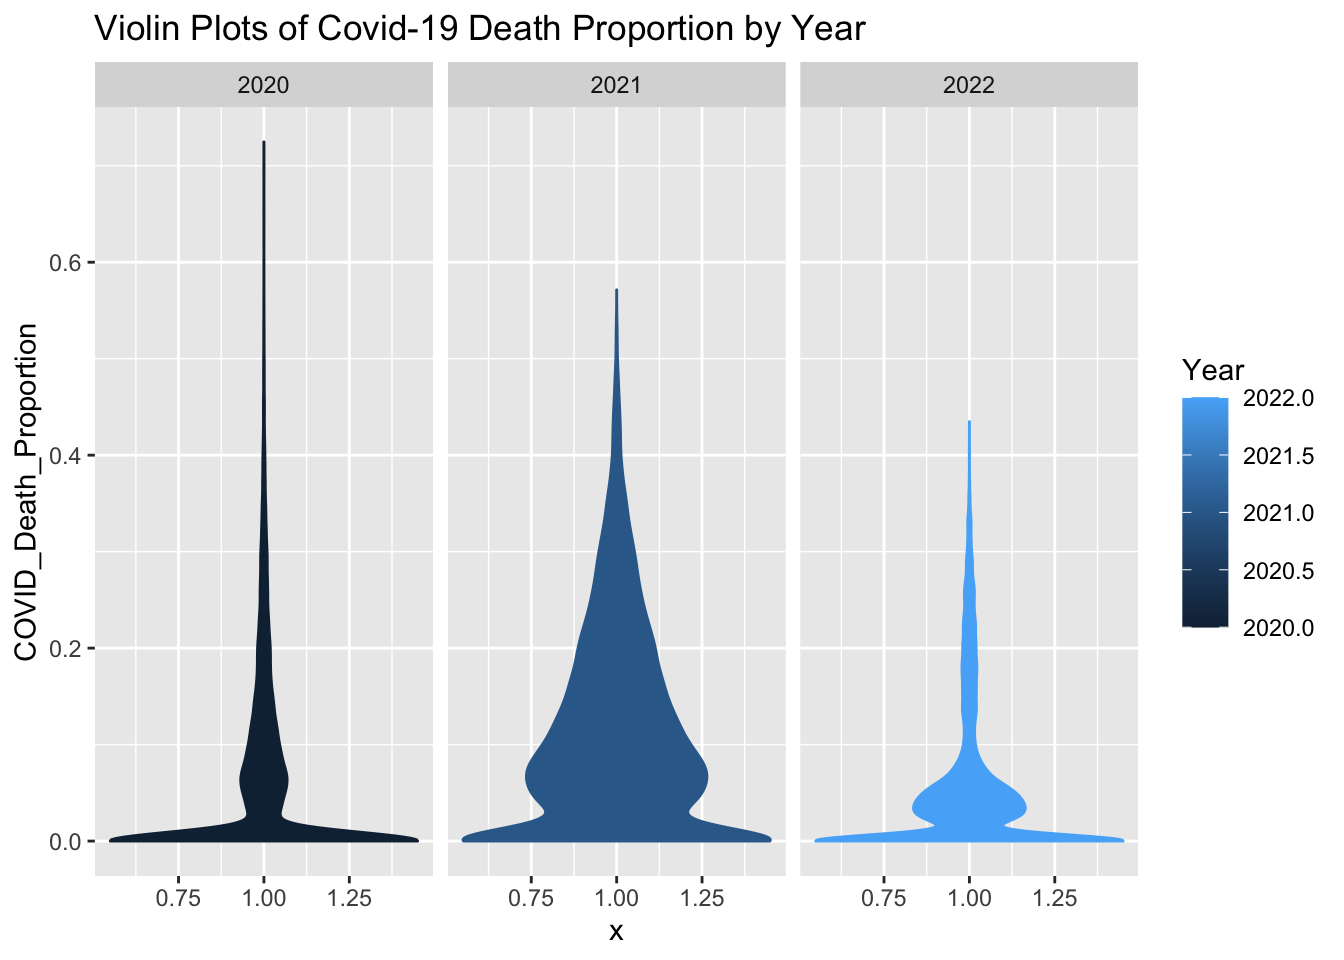 Violin Plots of Covid-19 Death Proportion by Year
2020 2021 2022
COVID_Death_Proportion
0.6
0.4
0.2
0.0
0.75 1.00 1.25 0.75 1.00 1.25 0.75 1.00 1.25
x
Year
2022.0
2021.5
2021.0
2020.5
2020.0